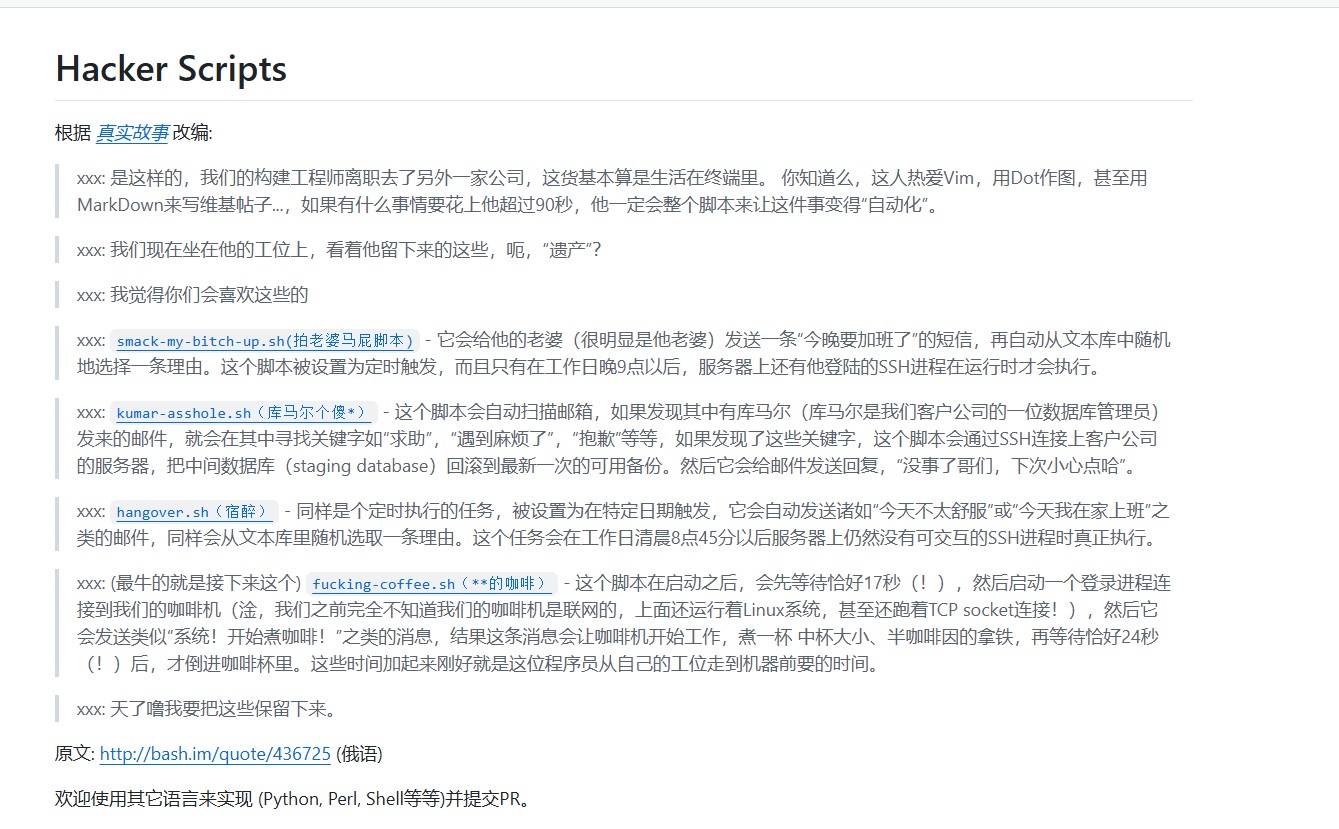 Hacker Scripts
根据 真实故事 改编:
xxx: 是这样的，我们的构建工程师离职去了另外一家公司，这货基本算是生活在终端里。 你知道么，这人热爱Vim，用Dot作图，甚至用
MarkDown来写维基帖子...，如果有什么事情要花上他超过90秒，他一定会整个脚本来让这件事变得“自动化”。
xxx: 我们现在坐在他的工位上，看着他留下来的这些，呃，“遗产”？
xxx: 我觉得你们会喜欢这些的
xxx: smack-my-bitch-up.sh(拍老婆马屁脚本) - 它会给他的老婆（很明显是他老婆）发送一条“今晚要加班了”的短信，再自动从文本库中随机
地选择一条理由。这个脚本被设置为定时触发，而且只有在工作日晚9点以后，服务器上还有他登陆的SSH进程在运行时才会执行。
xxx: kumar-asshole.sh（库马尔个傻*） - 这个脚本会自动扫描邮箱，如果发现其中有库马尔（库马尔是我们客户公司的一位数据库管理员）
发来的邮件，就会在其中寻找关键字如“求助”，“遇到麻烦了”，“抱歉”等等，如果发现了这些关键字，这个脚本会通过SSH连接上客户公司
的服务器，把中间数据库（staging database）回滚到最新一次的可用备份。然后它会给邮件发送回复，“没事了哥们，下次小心点哈”。
xxx: hangover.sh（宿醉） - 同样是个定时执行的任务，被设置为在特定日期触发，它会自动发送诸如“今天不太舒服”或“今天我在家上班”之
类的邮件，同样会从文本库里随机选取一条理由。这个任务会在工作日清晨8点45分以后服务器上仍然没有可交互的SSH进程时真正执行。
xxx: (最牛的就是接下来这个) fucking-coffee.sh（**的咖啡） - 这个脚本在启动之后，会先等待恰好17秒（！），然后启动一个登录进程连
接到我们的咖啡机（淦，我们之前完全不知道我们的咖啡机是联网的，上面还运行着Linux系统，甚至还跑着TCP socket连接！），然后它
会发送类似“系统！开始煮咖啡！”之类的消息，结果这条消息会让咖啡机开始工作，煮一杯 中杯大小、半咖啡因的拿铁，再等待恰好24秒
（！）后，才倒进咖啡杯里。这些时间加起来刚好就是这位程序员从自己的工位走到机器前要的时间。
xxx: 天了噜我要把这些保留下来。
原文: http://bash.im/quote/436725 (俄语)
欢迎使用其它语言来实现 (Python, Perl, Shell等等)并提交PR。